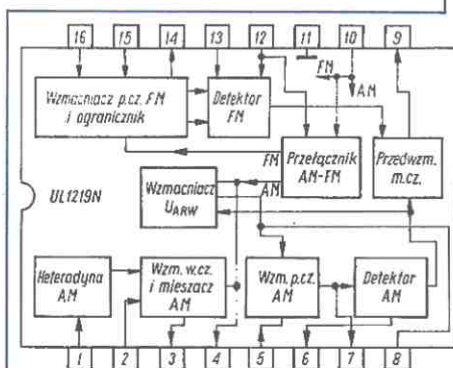 16 15 14 13 12 11 10 9
FM
AM
Wzmacniacz p.cz. FM
i ogranicznik
Detektor
FM
FM
AM
Przełącznik
AM-FM
Przedwzm.
m.cz.
UL1219N
Wzmacniacz
U_ARW
Heterodyna
AM
Wzm. w.cz.
i mieszacz
AM
Wzm. p.cz.
AM
Detektor
AM
1 2 3 4 5 6 7 8